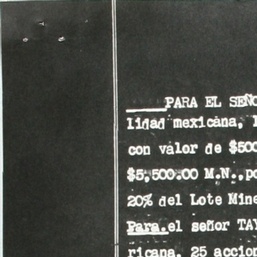 PARA EL SEÑO
lidad mexicana,
con valor de $500
$5,500.00 M.N.,po
20% del Lote Mine
Para.el señor TAY
ricana, 25 accion